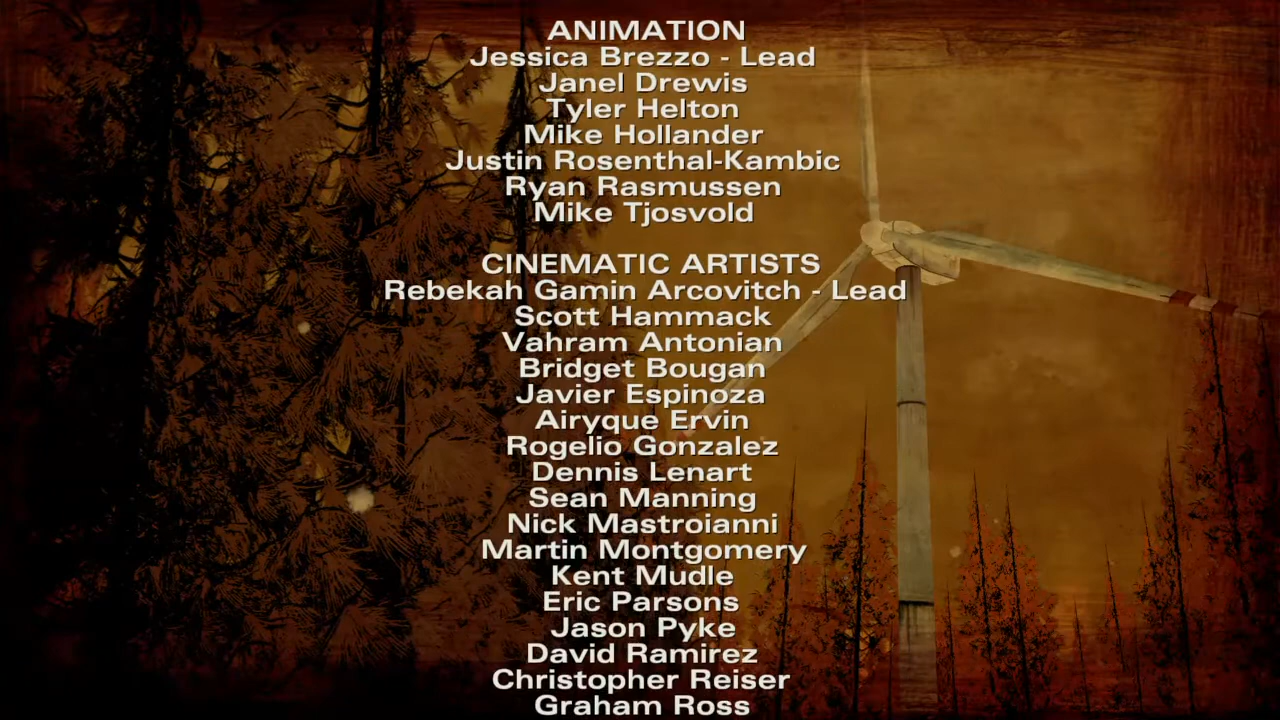 ANIMATION
Jessica Brezzo - Lead
Janel Drewis
Tyler Helton
Mike Hollander
Justin Rosenthal-Kambic
Ryan Rasmussen
Mike Tjosvold
CINEMATIC ARTISTS
Rebekah Gamin Arcovitch - Lead
Scott Hammack
Vahram Antonian
Bridget Bougan
Javier Espinoza
Airyque Ervin
Rogelio Gonzalez
Dennis Lenart
Sean Manning
Nick Mastroianni
Martin Montgomery
Kent Mudle
Eric Parsons
Jason Pyke
David Ramirez
Christopher Reiser
Graham Ross